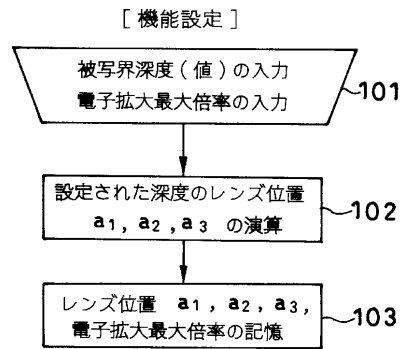 [機能設定]
被写界深度(値)の入力
電子拡大最大倍率の入力
101
設定された深度のレンズ位置
a1, a2, a3 の演算
102
レンズ位置 a1, a2, a3,
電子拡大最大倍率の記憶
103